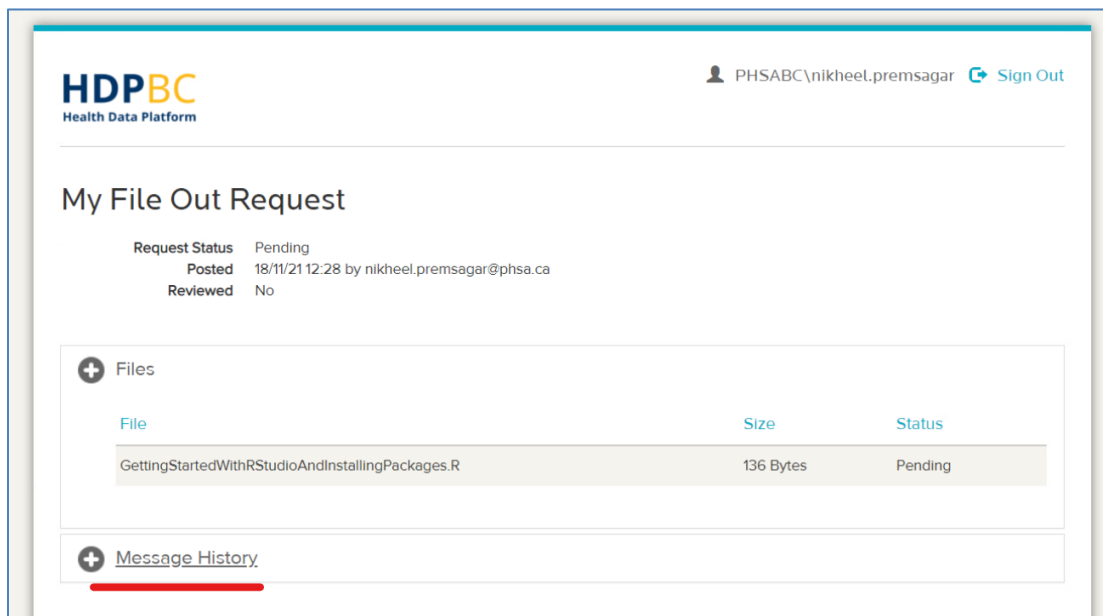 HDPBC
Health Data Platform
PHSABC\nikheel.premsagar Sign Out
My File Out Request
Request Status Pending
Posted 18/11/21 12:28 by nikheel.premsagar@phsa.ca
Reviewed No
Files
File Size Status
GettingStartedWithRStudioAndInstallingPackages.R 136 Bytes Pending
Message History